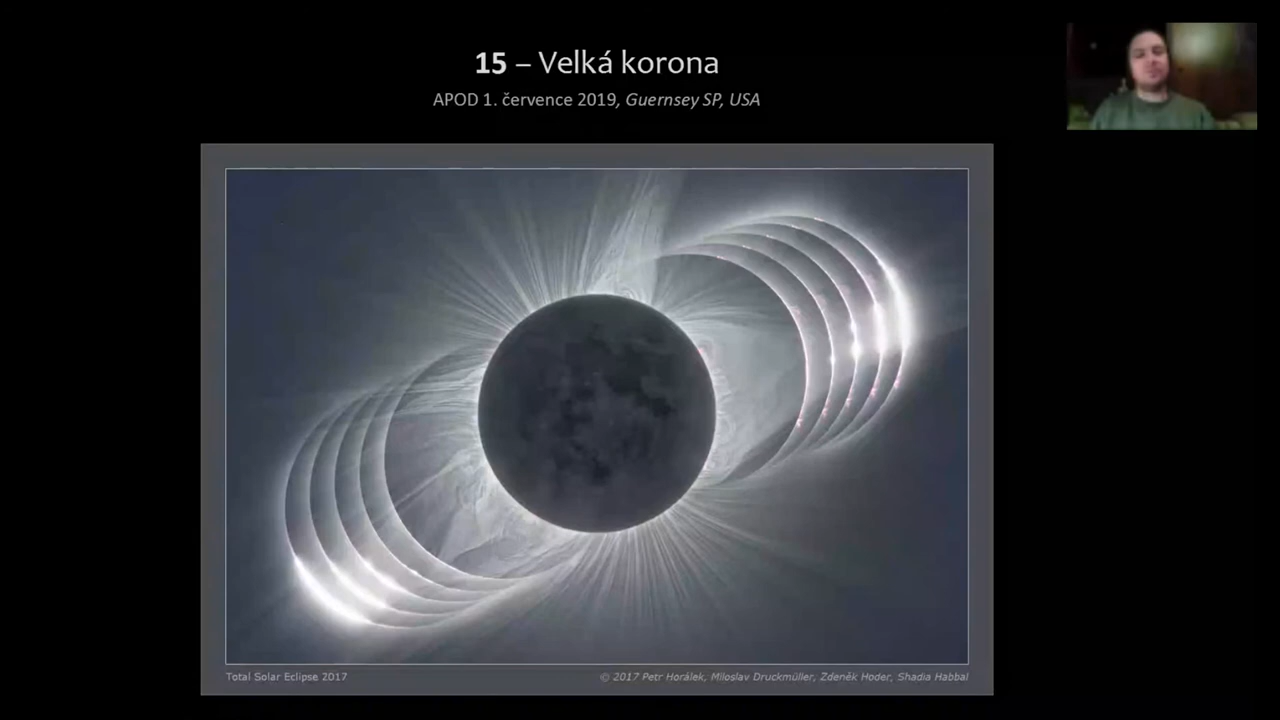 15 – Velká korona
APOD 1. července 2019, Guernsey SP, USA
Total Solar Eclipse 2017
© 2017 Petr Horálek, Miloslav Druckmüller, Zdeněk Hoder, Shadia Habbal